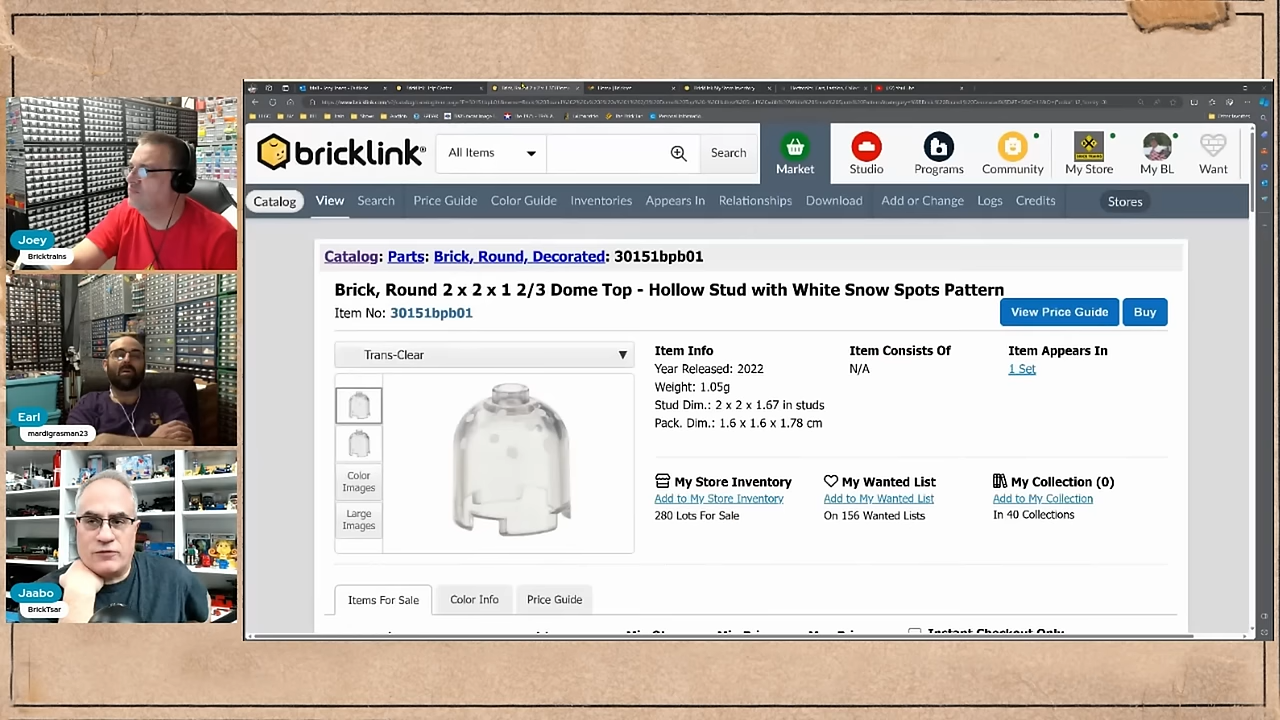 Joey
Bricktrains
Earl
mardigrasman23
Jaabo
BrickTsar
bricklink®
All Items
Search
Market
Studio
Programs
Community
My Store
My BL
Want
Catalog
View
Search
Price Guide
Color Guide
Inventories
Appears In
Relationships
Download
Add or Change
Logs
Credits
Stores
Catalog: Parts: Brick, Round, Decorated: 30151bpb01
Brick, Round 2 x 2 x 1 2/3 Dome Top - Hollow Stud with White Snow Spots Pattern
Item No: 30151bpb01
View Price Guide
Buy
Trans-Clear
Color
Images
Large
Images
Item Info
Year Released: 2022
Weight: 1.05g
Stud Dim.: 2 x 2 x 1.67 in studs
Pack. Dim.: 1.6 x 1.6 x 1.78 cm
Item Consists Of
N/A
Item Appears In
1 Set
My Store Inventory
Add to My Store Inventory
280 Lots For Sale
My Wanted List
Add to My Wanted List
On 156 Wanted Lists
My Collection (0)
Add to My Collection
In 40 Collections
Items For Sale
Color Info
Price Guide
Instant Checkout Only